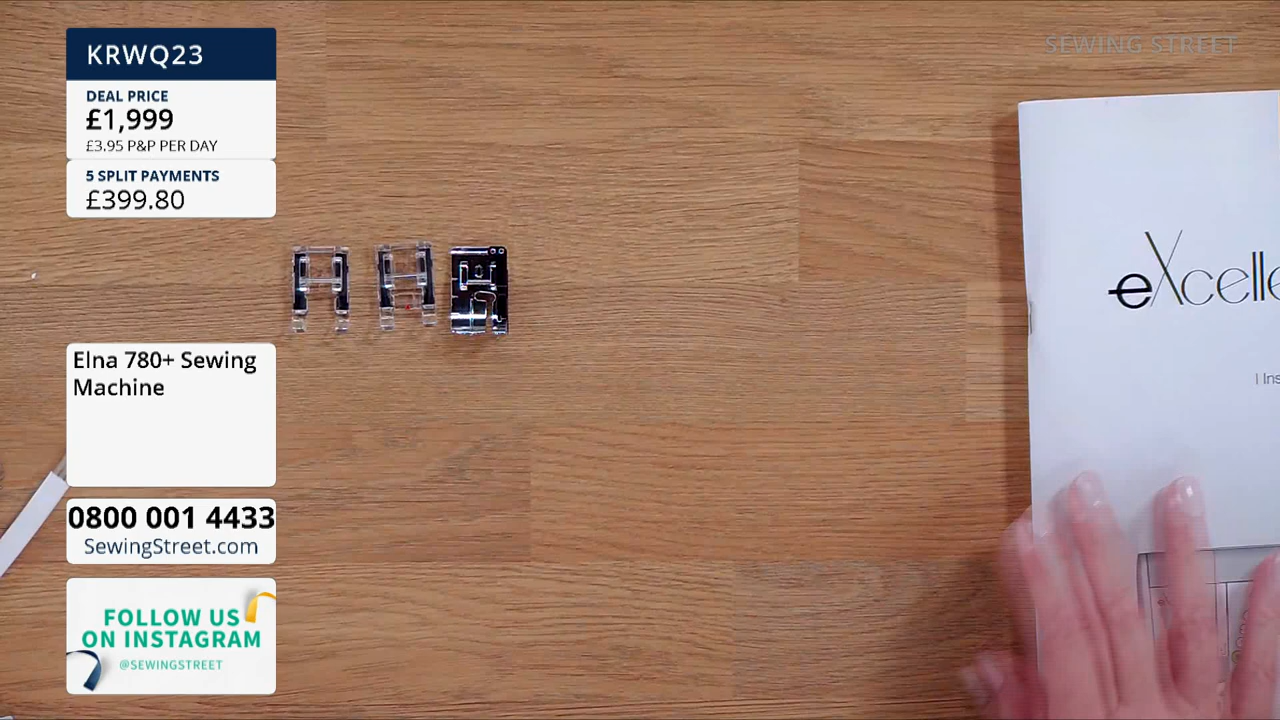 KRWQ23
DEAL PRICE
£1,999
£3.95 P&P PER DAY
5 SPLIT PAYMENTS
£399.80
Elna 780+ Sewing
Machine
0800 001 4433
SewingStreet.com
FOLLOW US
ON INSTAGRAM
@SEWINGSTREET
SEWING STREET
eXcelle
| Ins